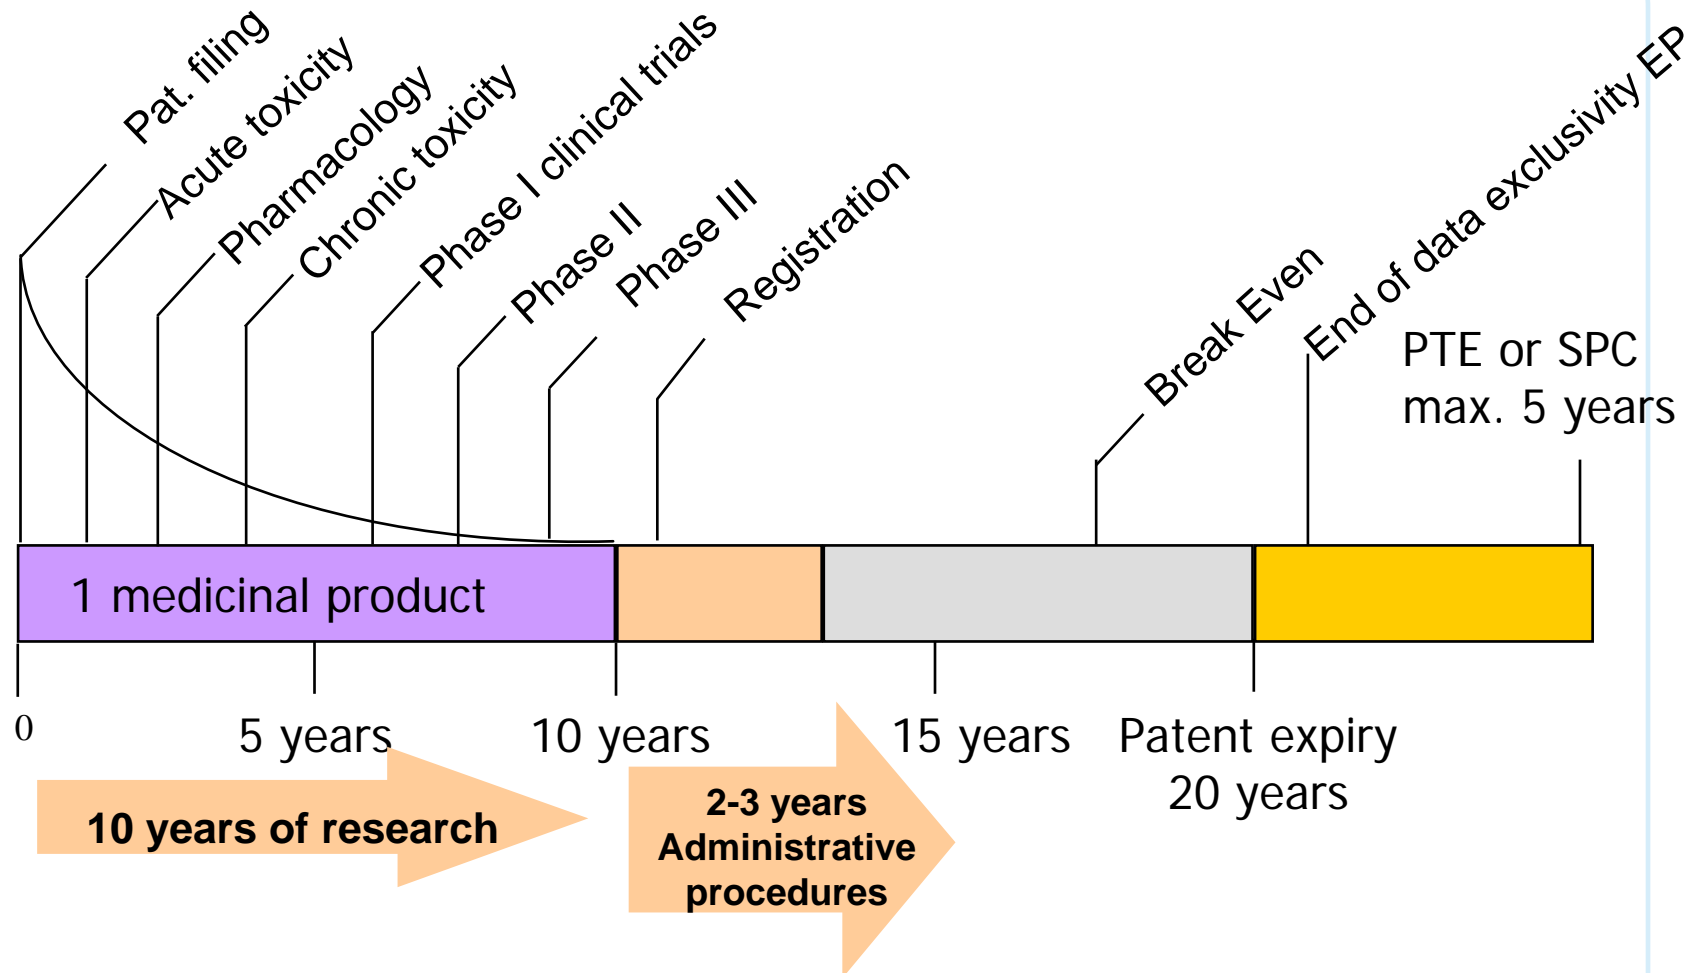 Pat. filing
Acute toxicity
Pharmacology
Chronic toxicity
Phase I clinical trials
Phase II
Phase III
Registration
Break Even
End of data exclusivity EP
PTE or SPC
max. 5 years
1 medicinal product
0
5 years
10 years
15 years
Patent expiry
20 years
10 years of research
2-3 years
Administrative
procedures